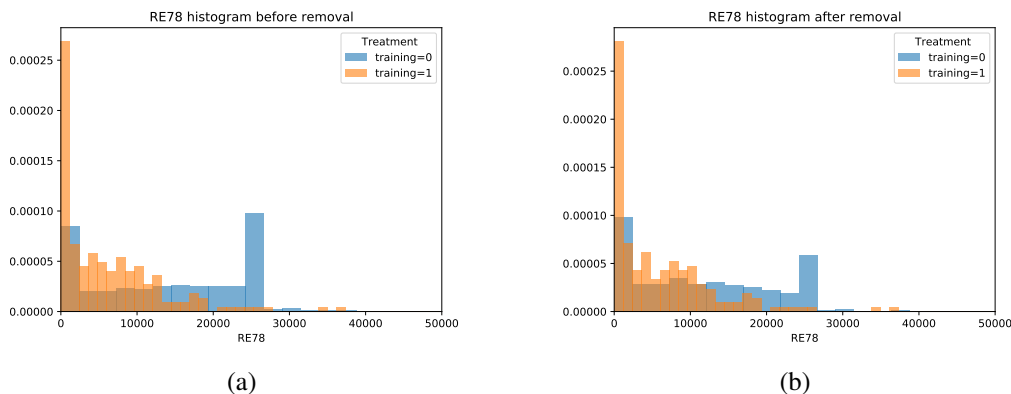 RE78 histogram before removal
Treatment
training=0
training=1
0.00025
0.00020
0.00015
0.00010
0.00005
0.00000
0 10000 20000 30000 40000 50000
RE78
(a)
RE78 histogram after removal
Treatment
training=0
training=1
0.00025
0.00020
0.00015
0.00010
0.00005
0.00000
0 10000 20000 30000 40000 50000
RE78
(b)